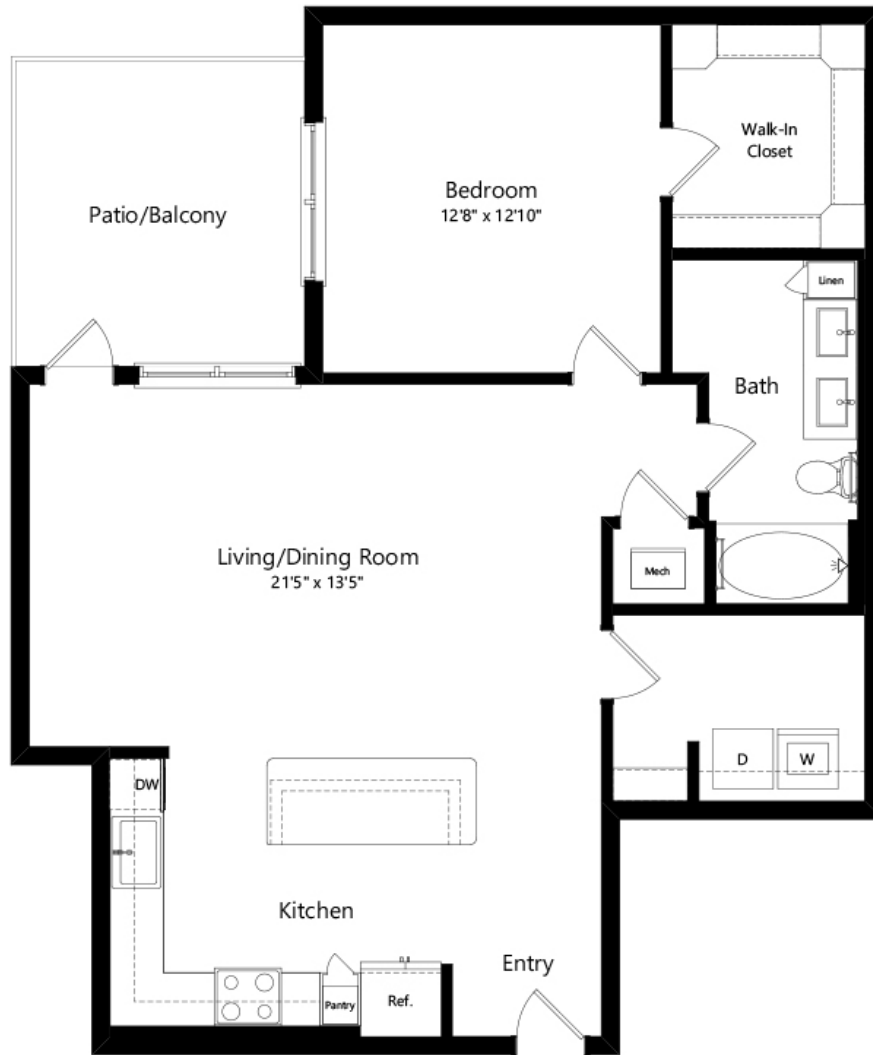 Walk-In
Closet
Bedroom
12'8" x 12'10"
Patio/Balcony
Linen
Bath
Living/Dining Room
21'5" x 13'5"
Mech
D
W
DW
Kitchen
Entry
Pantry
Ref.